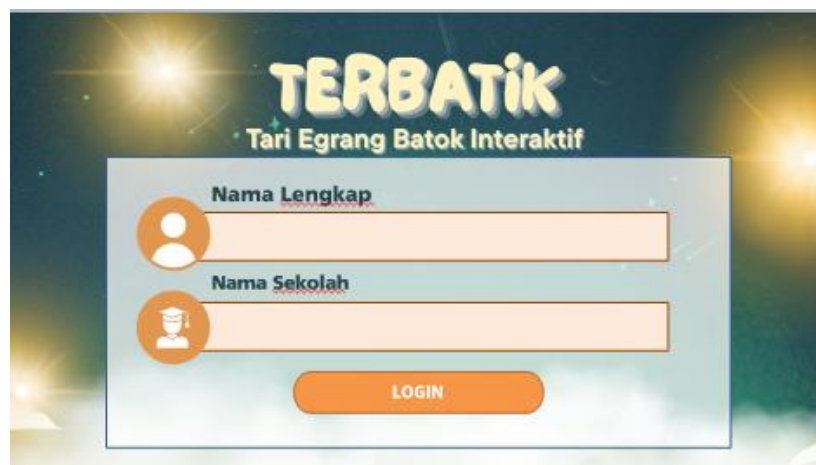 TERBATiK
Tari Egrang Batok Interaktif
Nama Lengkap
Nama Sekolah
LOGIN